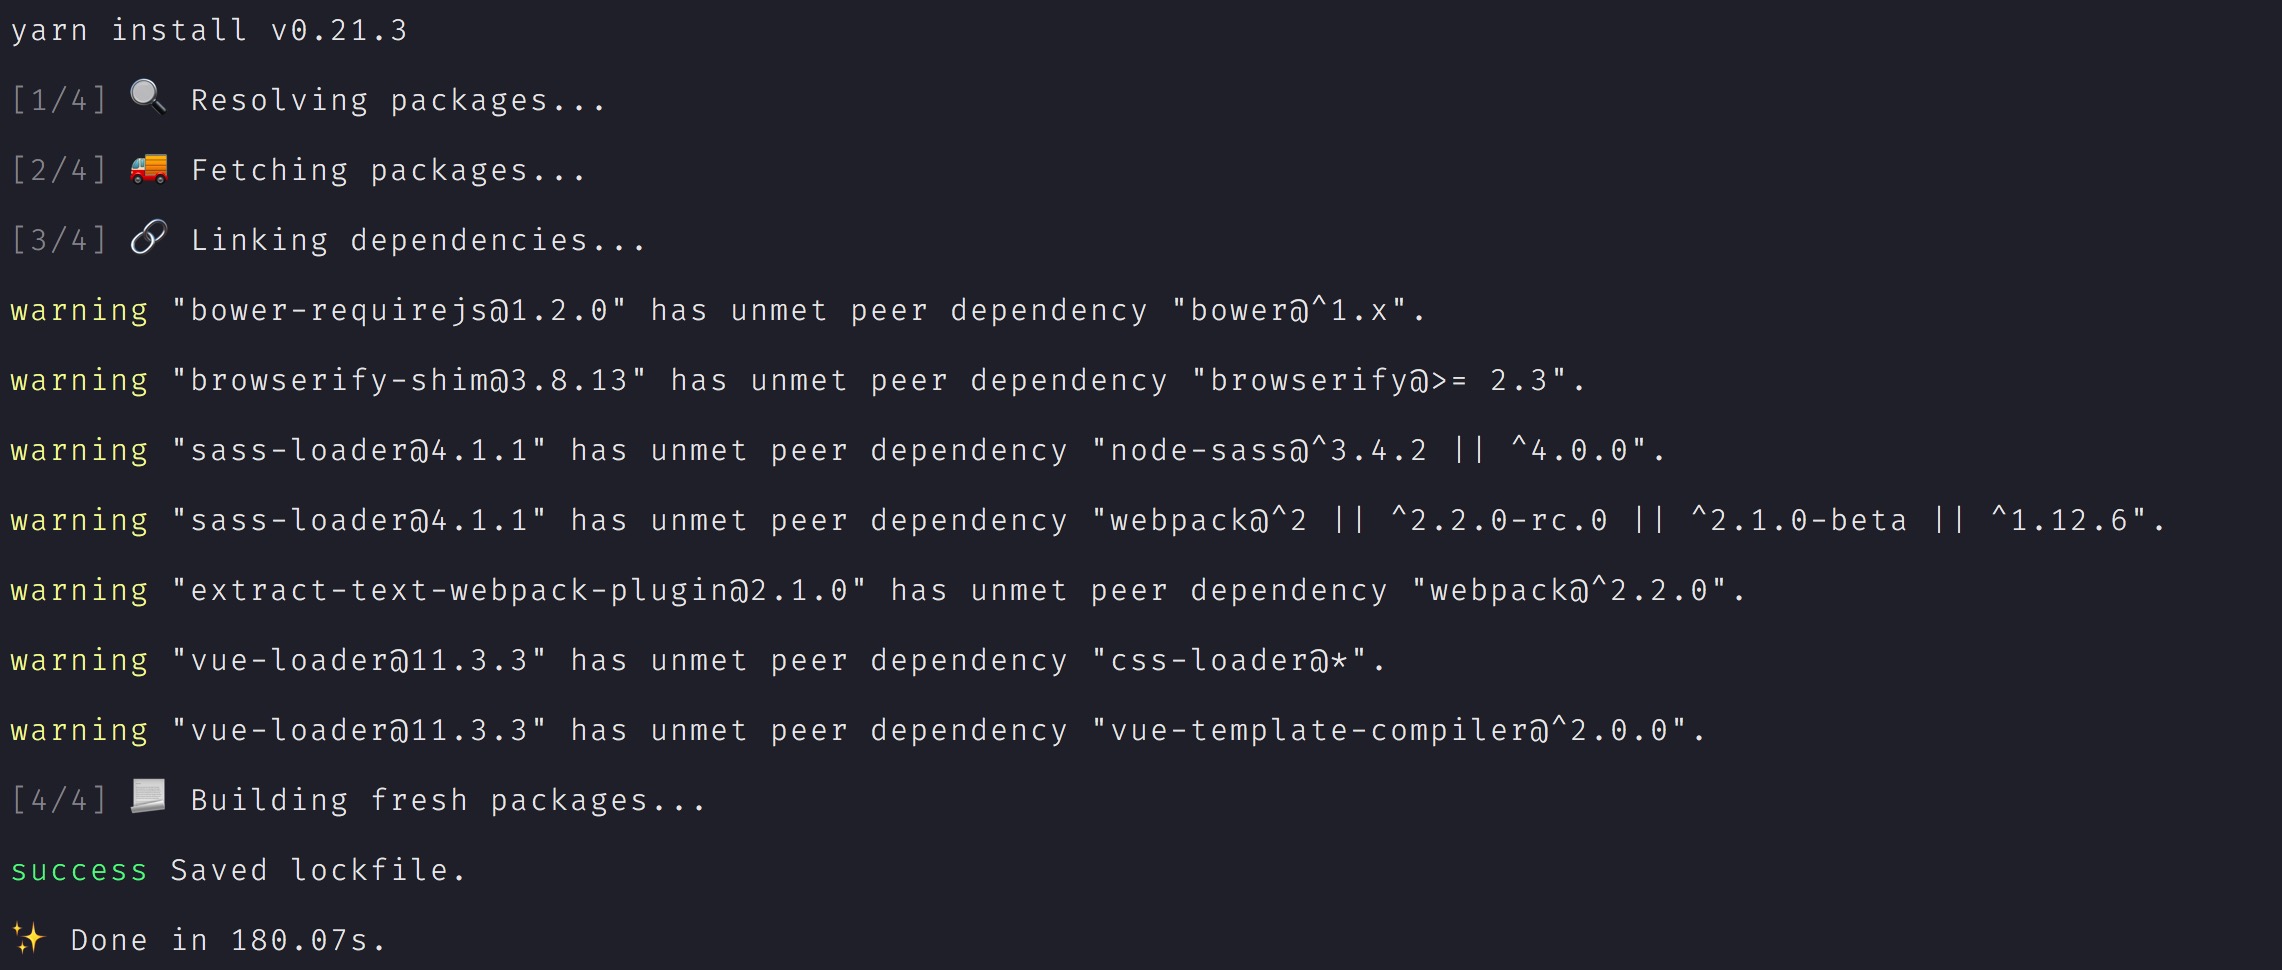 yarn install v0.21.3
[1/4] 🔍 Resolving packages...
[2/4] 🚚 Fetching packages...
[3/4] 🔗 Linking dependencies...
warning "bower-requirejs@1.2.0" has unmet peer dependency "bower@^1.x".
warning "browserify-shim@3.8.13" has unmet peer dependency "browserify@>= 2.3".
warning "sass-loader@4.1.1" has unmet peer dependency "node-sass@^3.4.2 || ^4.0.0".
warning "sass-loader@4.1.1" has unmet peer dependency "webpack@^2 || ^2.2.0-rc.0 || ^2.1.0-beta || ^1.12.6".
warning "extract-text-webpack-plugin@2.1.0" has unmet peer dependency "webpack@^2.2.0".
warning "vue-loader@11.3.3" has unmet peer dependency "css-loader@*".
warning "vue-loader@11.3.3" has unmet peer dependency "vue-template-compiler@^2.0.0".
[4/4] 📃 Building fresh packages...
success Saved lockfile.
✨ Done in 180.07s.